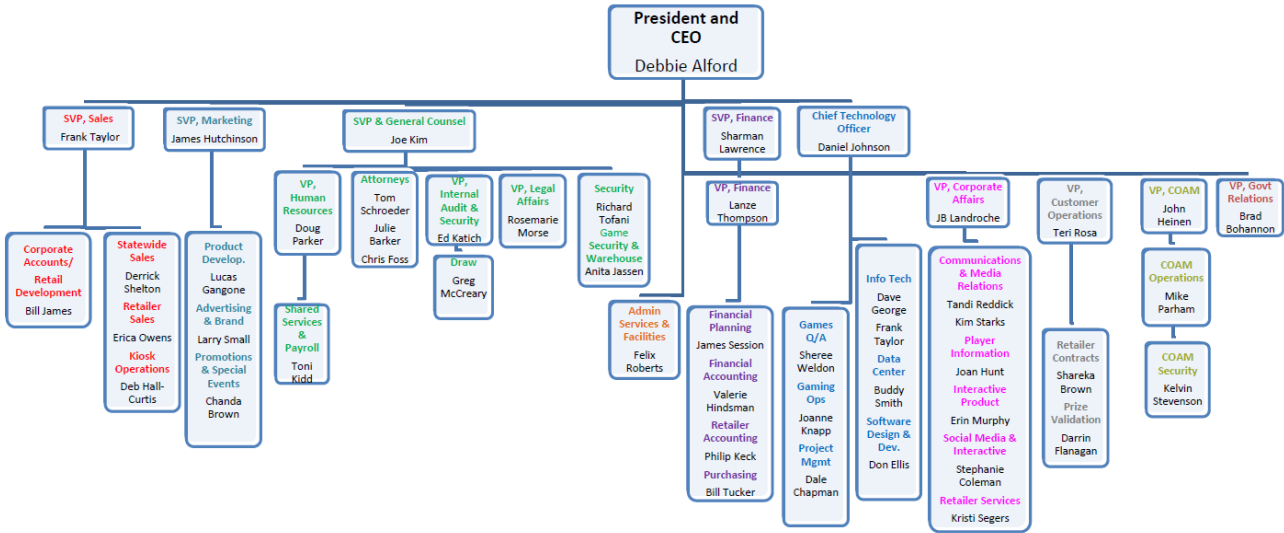 President and
CEO
Debbie Alford
SVP, Sales
Frank Taylor
SVP, Marketing
James Hutchinson
SVP & General Counsel
Joe Kim
SVP, Finance
Sharman
Lawrence
Chief Technology
Officer
Daniel Johnson
VP,
Human
Resources
Doug
Parker
Attorneys
Tom
Schroeder
Julie
Barker
Chris Foss
VP,
Internal
Audit &
Security
Ed Katich
VP, Legal
Affairs
Rosemarie
Morse
Security
Richard
Tofani
Game
Security &
Warehouse
Anita Jassen
VP, Finance
Lanze
Thompson
VP, Corporate
Affairs
JB Landroche
VP,
Customer
Operations
Teri Rosa
VP, COAM
John
Heinen
VP, Govt
Relations
Brad
Bohannon
Corporate
Accounts/
Retail
Development
Bill James
Statewide
Sales
Derrick
Shelton
Retailer
Sales
Erica Owens
Kiosk
Operations
Deb Hall-
Curtis
Product
Develop.
Lucas
Gangone
Advertising
& Brand
Larry Small
Promotions
& Special
Events
Chanda
Brown
Shared
Services
&
Payroll
Toni
Kidd
Draw
Greg
McCreary
Admin
Services &
Facilities
Felix
Roberts
Financial
Planning
James Session
Financial
Accounting
Valerie
Hindsman
Retailer
Accounting
Philip Keck
Purchasing
Bill Tucker
Games
Q/A
Sheree
Weldon
Gaming
Ops
Joanne
Knapp
Project
Mgmt
Dale
Chapman
Info Tech
Dave
George
Frank
Taylor
Data
Center
Buddy
Smith
Software
Design &
Dev.
Don Ellis
Communications
& Media
Relations
Tandi Reddick
Kim Starks
Player
Information
Joan Hunt
Interactive
Product
Erin Murphy
Social Media &
Interactive
Stephanie
Coleman
Retailer Services
Kristi Segers
Retailer
Contracts
Shareka
Brown
Prize
Validation
Darrin
Flanagan
COAM
Operations
Mike
Parham
COAM
Security
Kelvin
Stevenson